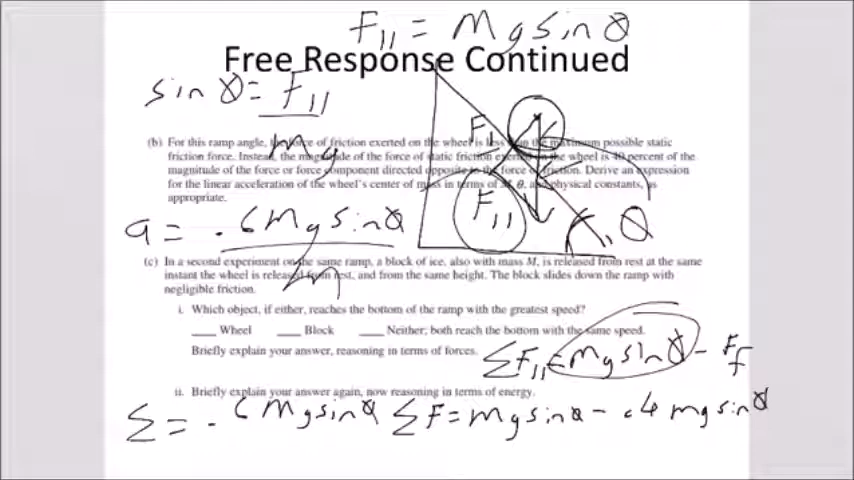 F|| = Mg sin θ
Free Response Continued
sin θ = F|| / Mg
(b) For this ramp angle, the force of friction exerted on the wheel is less than the maximum possible static
friction force. Instead, the magnitude of the force of static friction exerted on the wheel is 40 percent of the
magnitude of the force or force component directed opposite to the force of friction. Derive an expression
for the linear acceleration of the wheel's center of mass in terms of M, θ, and physical constants, as
appropriate.
F⊥
F||
θ
a = .6Mg sin θ / m
(c) In a second experiment on the same ramp, a block of ice, also with mass M, is released from rest at the same
instant the wheel is released from rest, and from the same height. The block slides down the ramp with
negligible friction.
i. Which object, if either, reaches the bottom of the ramp with the greatest speed?
____ Wheel ____ Block ____ Neither; both reach the bottom with the same speed.
Briefly explain your answer, reasoning in terms of forces.
ΣF|| = mg sin θ - Ff
ii. Briefly explain your answer again, now reasoning in terms of energy.
Σ = .6 Mg sin θ ΣF = mg sin θ - .4 mg sin θ